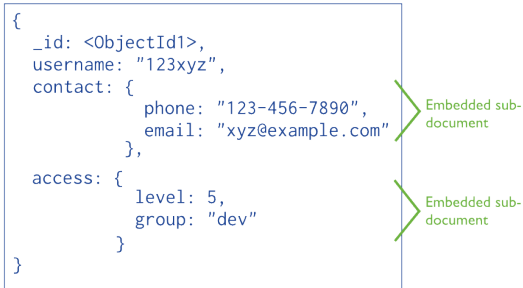 {
_id: <ObjectId1>,
username: "123xyz",
contact: {
phone: "123-456-7890",
email: "xyz@example.com"
},
access: {
level: 5,
group: "dev"
}
}
Embedded sub-
document
Embedded sub-
document